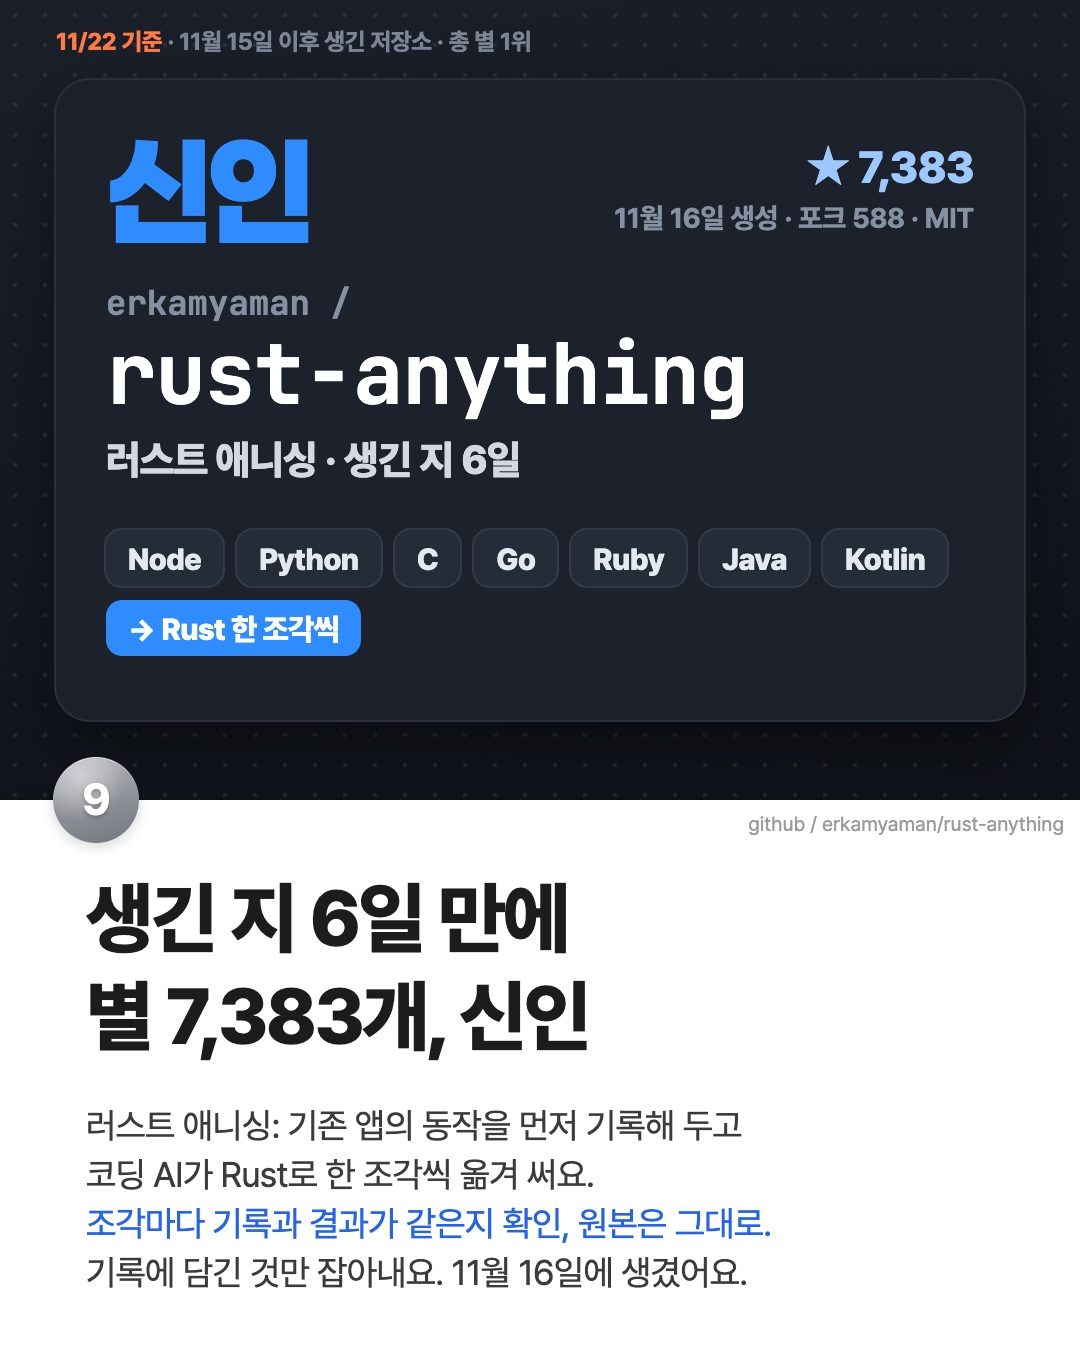 11/22 기준 · 11월 15일 이후 생긴 저장소 · 총 별 1위
신인
★ 7,383
11월 16일 생성 · 포크 588 · MIT
erkamyaman /
rust-anything
러스트 애니싱 · 생긴 지 6일
Node Python C Go Ruby Java Kotlin
→ Rust 한 조각씩
9
github / erkamyaman/rust-anything
생긴 지 6일 만에
별 7,383개, 신인
러스트 애니싱: 기존 앱의 동작을 먼저 기록해 두고
코딩 AI가 Rust로 한 조각씩 옮겨 써요.
조각마다 기록과 결과가 같은지 확인, 원본은 그대로.
기록에 담긴 것만 잡아내요. 11월 16일에 생겼어요.